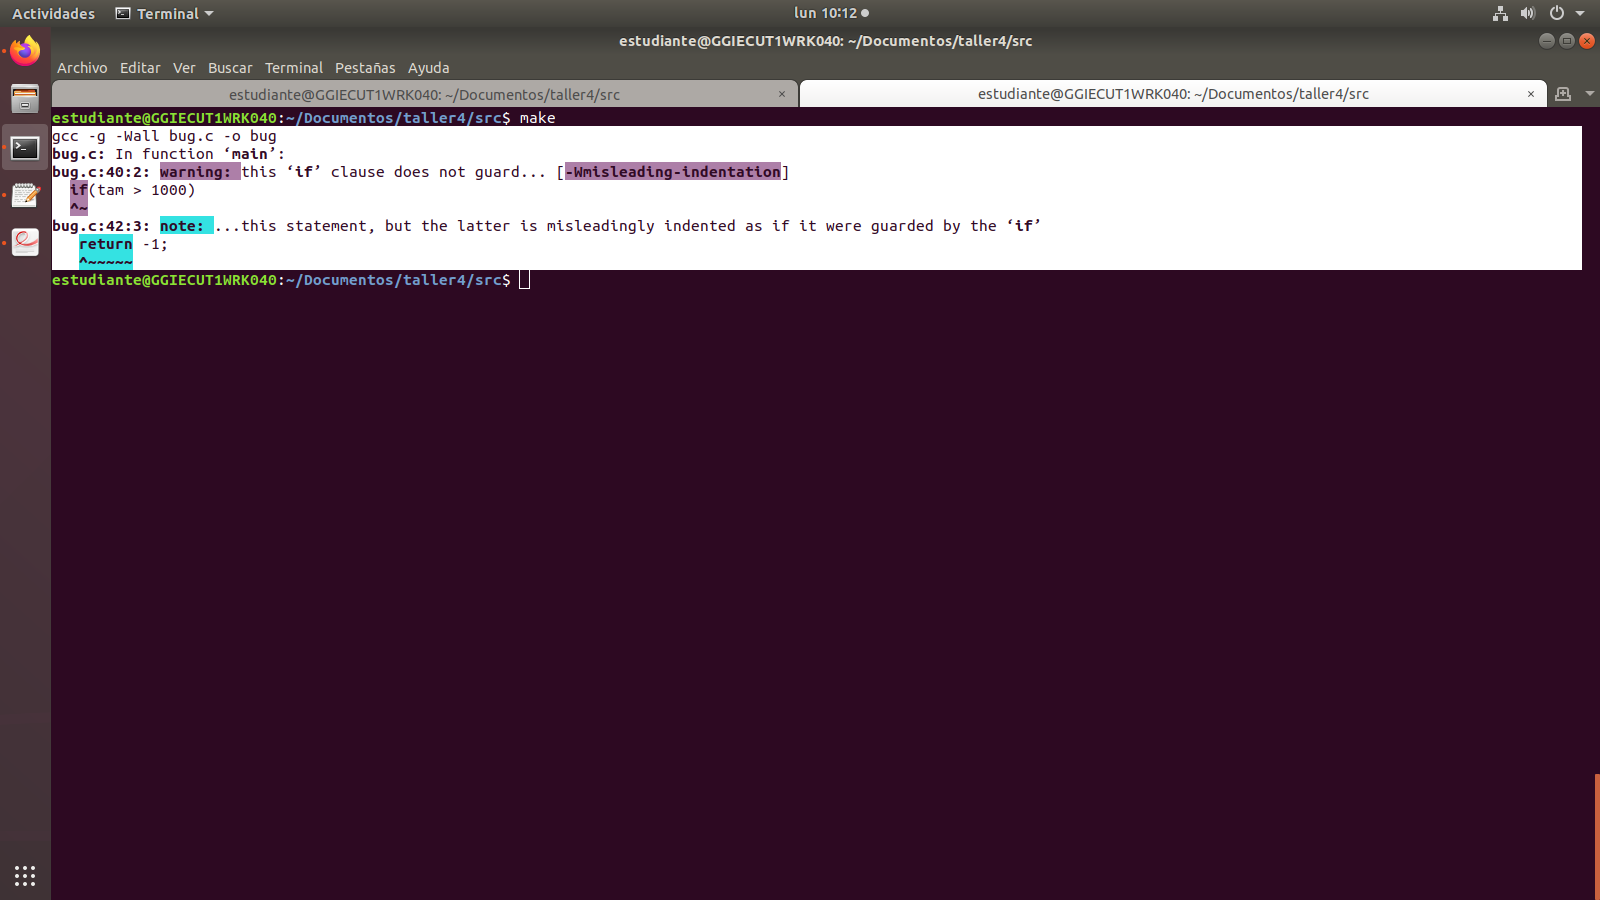 Actividades Terminal lun 10:12
estudiante@GGIECUT1WRK040: ~/Documentos/taller4/src
Archivo Editar Ver Buscar Terminal Pestañas Ayuda
estudiante@GGIECUT1WRK040: ~/Documentos/taller4/src × estudiante@GGIECUT1WRK040: ~/Documentos/taller4/src ×
estudiante@GGIECUT1WRK040:~/Documentos/taller4/src$ make
gcc -g -Wall bug.c -o bug
bug.c: In function ‘main’:
bug.c:40:2: warning: this ‘if’ clause does not guard... [-Wmisleading-indentation]
  if(tam > 1000)
  ^~
bug.c:42:3: note: ...this statement, but the latter is misleadingly indented as if it were guarded by the ‘if’
   return -1;
   ^~~~~~
estudiante@GGIECUT1WRK040:~/Documentos/taller4/src$